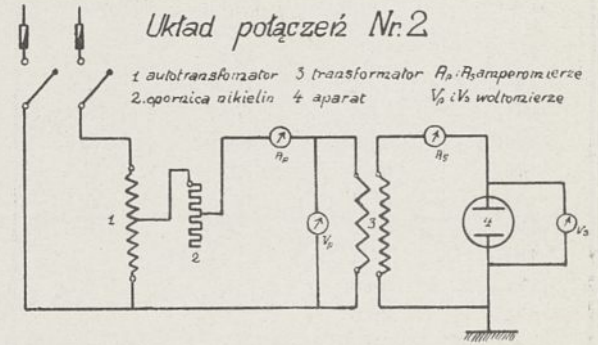 Układ połączeń Nr. 2
1 autotransformator 3 transformator Ap i As amperomierze
2. opornica nikielin 4 aparat Vp i Vs woltomierze
Ap
As
1
2
Vp
3
4
Vs